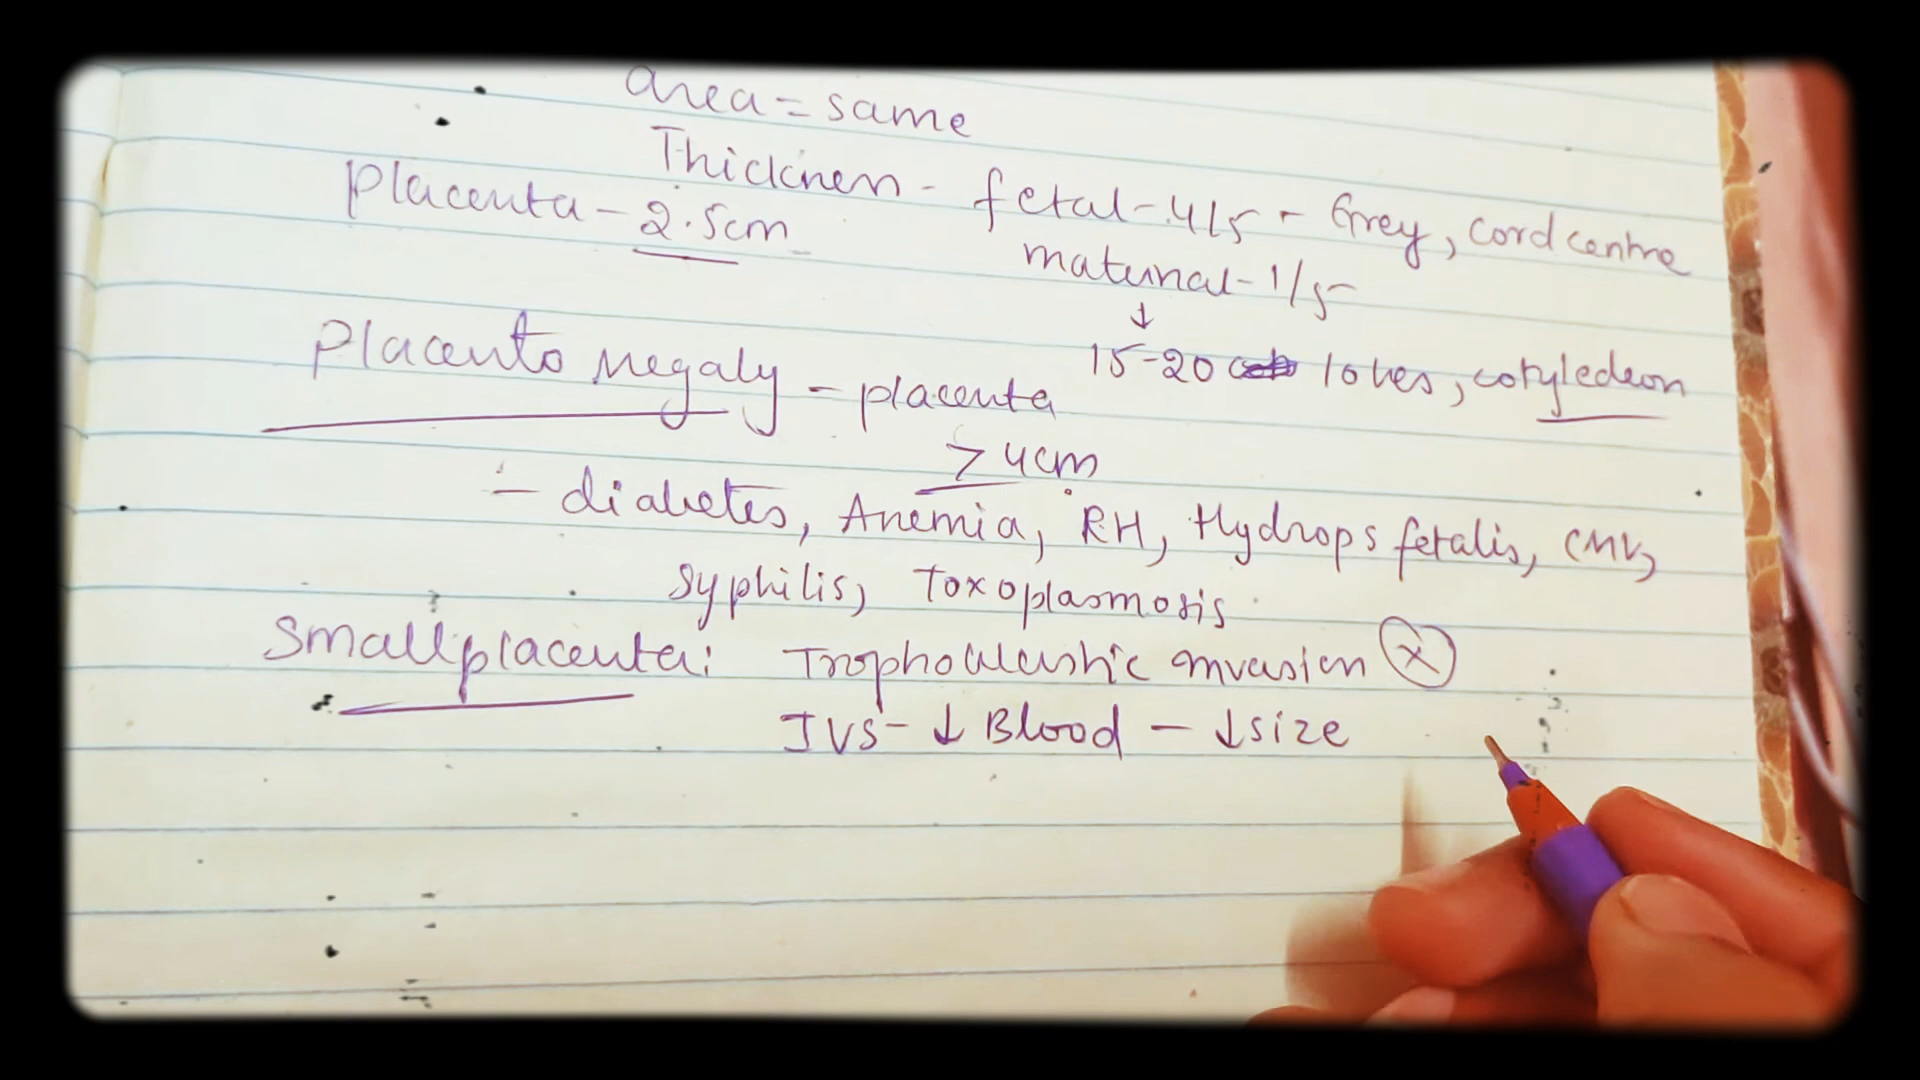 area = same
Thickness - fetal - 4/5 - Grey, cord centre
placenta - 2.5cm
maternal - 1/5
↓
15-20 lobes, cotyledeon
Placento Megaly - placenta
> 4cm
- diabetes, Anemia, RH, Hydrops fetalis, CMV,
Syphilis, Toxoplasmosis
Small placenta: Trophoblastic invasion ⓧ
IVS - ↓ Blood - ↓ size